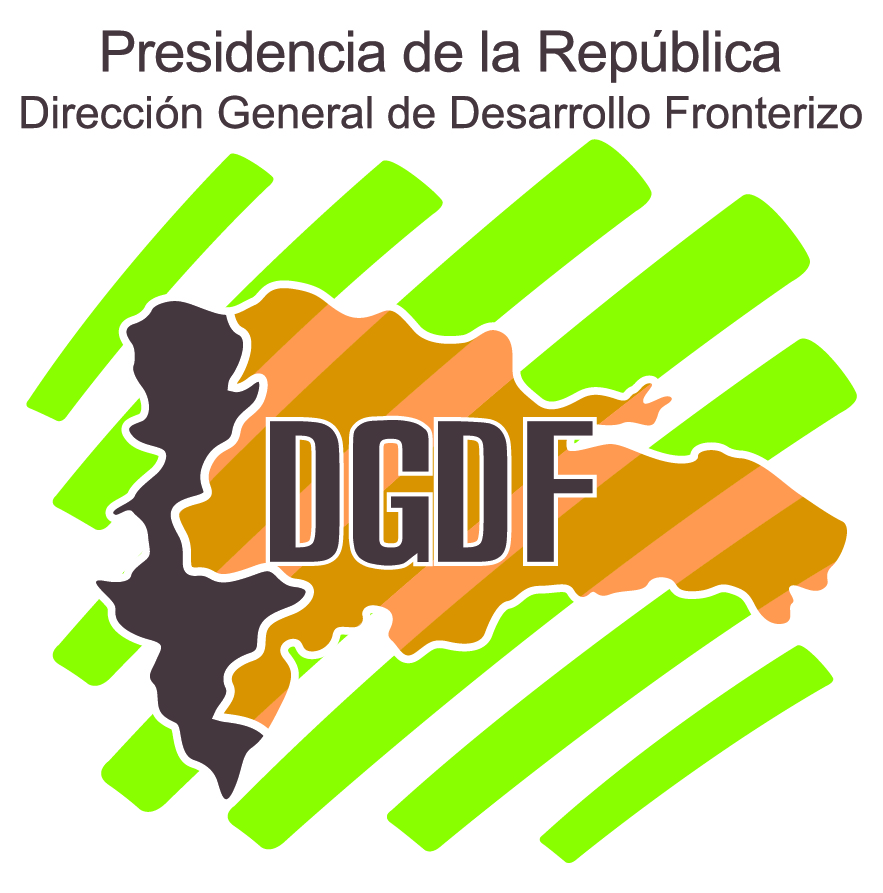 Presidencia de la República
Dirección General de Desarrollo Fronterizo
DGDF